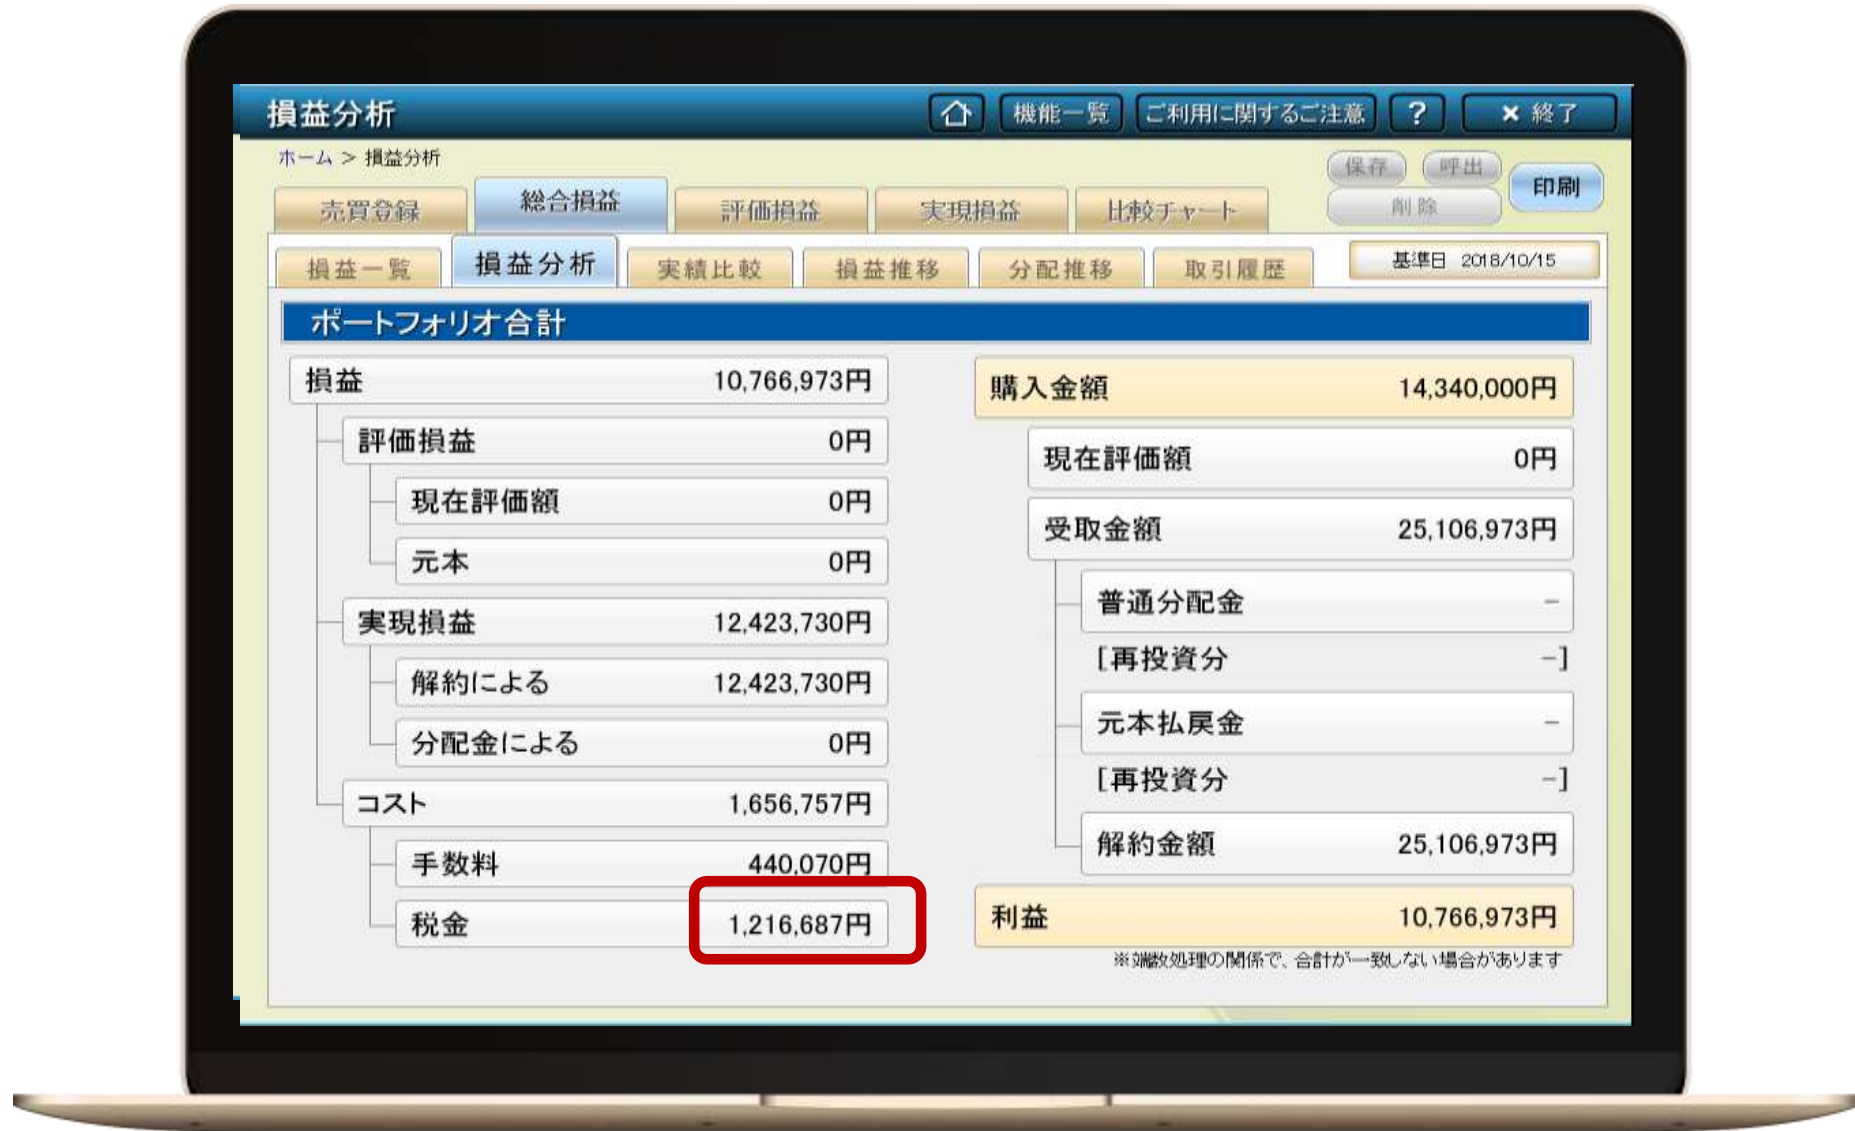 損益分析
機能一覧 ご利用に関するご注意 ? × 終了
ホーム > 損益分析
保存 呼出
削除 印刷
売買登録 総合損益 評価損益 実現損益 比較チャート
損益一覧 損益分析 実績比較 損益推移 分配推移 取引履歴
基準日 2018/10/15
ポートフォリオ合計
損益 10,766,973円
評価損益 0円
現在評価額 0円
元本 0円
実現損益 12,423,730円
解約による 12,423,730円
分配金による 0円
コスト 1,656,757円
手数料 440,070円
税金 1,216,687円
購入金額 14,340,000円
現在評価額 0円
受取金額 25,106,973円
普通分配金 −
[再投資分 −]
元本払戻金 −
[再投資分 −]
解約金額 25,106,973円
利益 10,766,973円
※端数処理の関係で、合計が一致しない場合があります